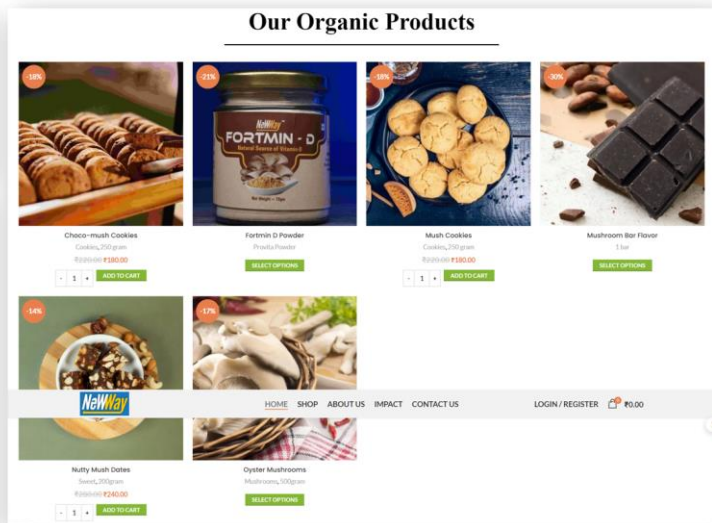 Our Organic Products
-18%
-21%
-18%
-30%
NewWay™
FORTMIN - D
Natural Source of Vitamin-D
Choco-mush Cookies
Fortmin D Powder
Mush Cookies
Mushroom Bar Flavor
Cookies, 250 gram
Provita Powder
Cookies, 250 gram
1 bar
₹220.00 ₹180.00
SELECT OPTIONS
₹220.00 ₹180.00
SELECT OPTIONS
- 1 + ADD TO CART
- 1 + ADD TO CART
-14%
-17%
NeWWay
HOME SHOP ABOUT US IMPACT CONTACT US LOGIN / REGISTER 0 ₹0.00
Nutty Mush Dates
Oyster Mushrooms
Sweet, 200gram
Mushrooms, 500gram
₹240.00
SELECT OPTIONS
- 1 + ADD TO CART